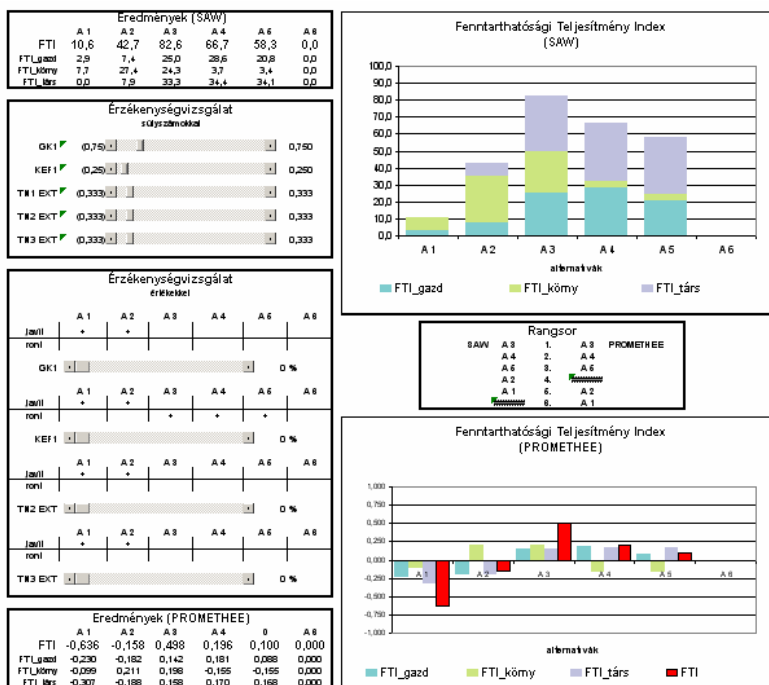 Eredmények (SAW)
A 1 A 2 A 3 A 4 A 5 A 6
FTI 10,6 42,7 82,6 66,7 58,3 0,0
FTI_gazd 2,9 7,4 25,0 28,6 20,8 0,0
FTI_körny 7,7 27,4 24,3 3,7 3,4 0,0
FTI_társ 0,0 7,9 33,3 34,4 34,1 0,0
Érzékenységvizsgálat
súlyszámokkal
GK1 (0,75) 0,750
KEF1 (0,25) 0,250
TM1 EXT (0,333) 0,333
TM2 EXT (0,333) 0,333
TM3 EXT (0,333) 0,333
Érzékenységvizsgálat
értékekkel
A 1 A 2 A 3 A 4 A 5 A 6
javít + +
ront
GK1 0 %
A 1 A 2 A 3 A 4 A 5 A 6
javít + +
ront + + +
KEF1 0 %
A 1 A 2 A 3 A 4 A 5 A 6
javít + +
ront
TM2 EXT 0 %
A 1 A 2 A 3 A 4 A 5 A 6
javít + +
ront
TM3 EXT 0 %
Eredmények (PROMETHEE)
A 1 A 2 A 3 A 4 0 A 6
FTI -0,636 -0,158 0,498 0,196 0,100 0,000
FTI_gazd -0,230 -0,182 0,142 0,181 0,088 0,000
FTI_körny -0,099 0,211 0,198 -0,155 -0,155 0,000
FTI_társ -0,307 -0,188 0,158 0,170 0,168 0,000
Fenntarthatósági Teljesítmény Index
(SAW)
100,0
90,0
80,0
70,0
60,0
50,0
40,0
30,0
20,0
10,0
0,0
A 1 A 2 A 3 A 4 A 5 A 6
alternatívák
FTI_gazd FTI_körny FTI_társ
Rangsor
SAW A 3 1. A 3 PROMETHEE
A 4 2. A 4
A 5 3. A 5
A 2 4. ########
A 1 5. A 2
######## 6. A 1
Fenntarthatósági Teljesítmény Index
(PROMETHEE)
1,000
0,750
0,500
0,250
0,000
-0,250
-0,500
-0,750
-1,000
A 1 A 2 A 3 A 4 A 5 A 6
alternatívák
FTI_gazd FTI_körny FTI_társ FTI